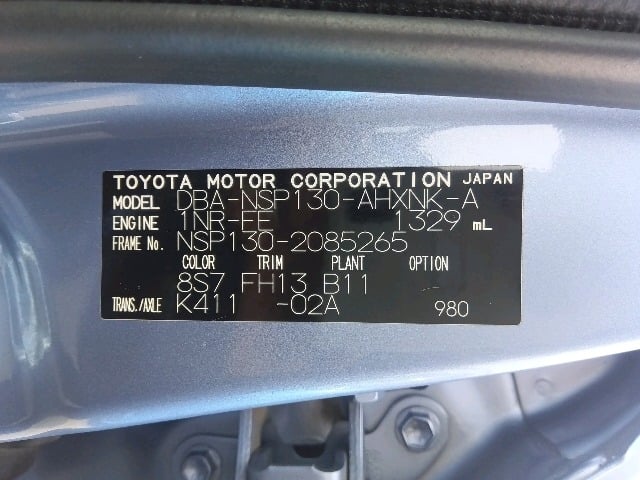 TOYOTA MOTOR CORPORATION JAPAN
MODEL DBA-NSP130-AHXNK-A
ENGINE 1NR-FE 1329 mL
FRAME No. NSP130-2085265
COLOR TRIM PLANT OPTION
8S7 FH13 B11 -
TRANS./AXLE K411 -02A 980